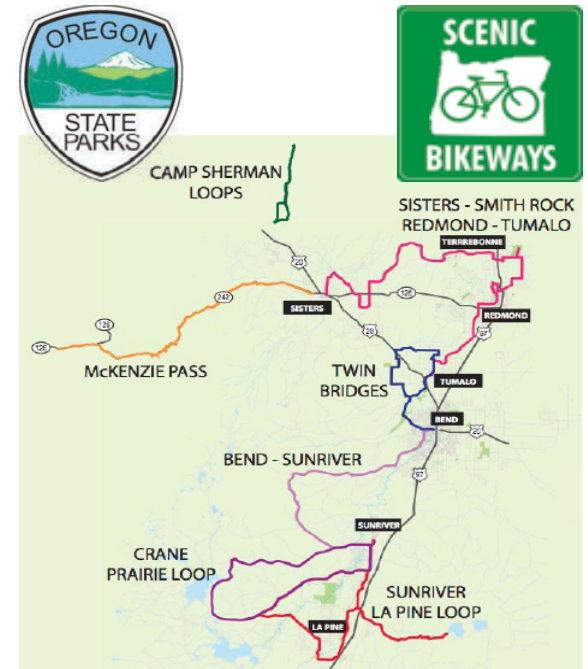 OREGON
STATE
PARKS
SCENIC
BIKEWAYS
CAMP SHERMAN
LOOPS
SISTERS - SMITH ROCK
REDMOND - TUMALO
TERRREBONNE
20
242
SISTERS
126
126
126
REDMOND
97
20
McKENZIE PASS
TWIN
BRIDGES
TUMALO
BEND
20
BEND - SUNRIVER
97
SUNRIVER
CRANE
PRAIRIE LOOP
SUNRIVER
LA PINE LOOP
LA PINE